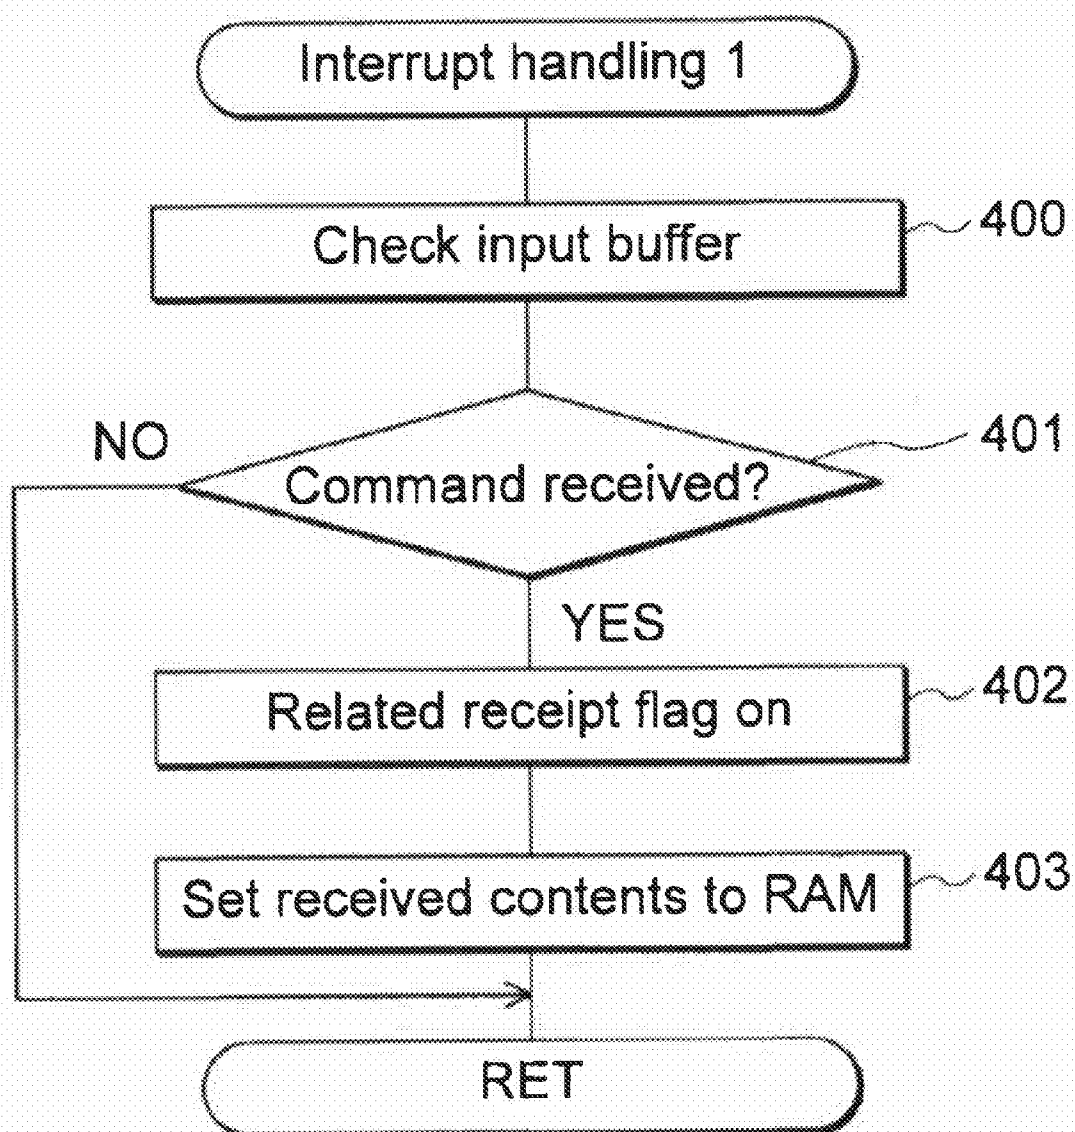 Interrupt handling 1
Check input buffer
400
NO
Command received?
401
YES
Related receipt flag on
402
Set received contents to RAM
403
RET